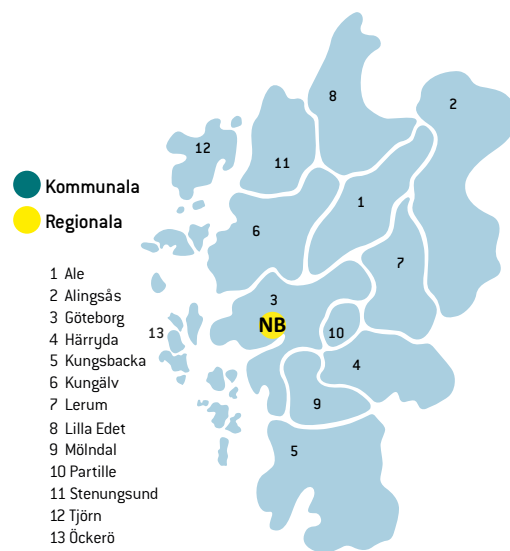 8
2
12
11
1
Kommunala
Regionala
6
7
1 Ale
2 Alingsås
3 Göteborg
4 Härryda
5 Kungsbacka
6 Kungälv
7 Lerum
8 Lilla Edet
9 Mölndal
10 Partille
11 Stenungsund
12 Tjörn
13 Öckerö
3
NB
13
10
4
9
5